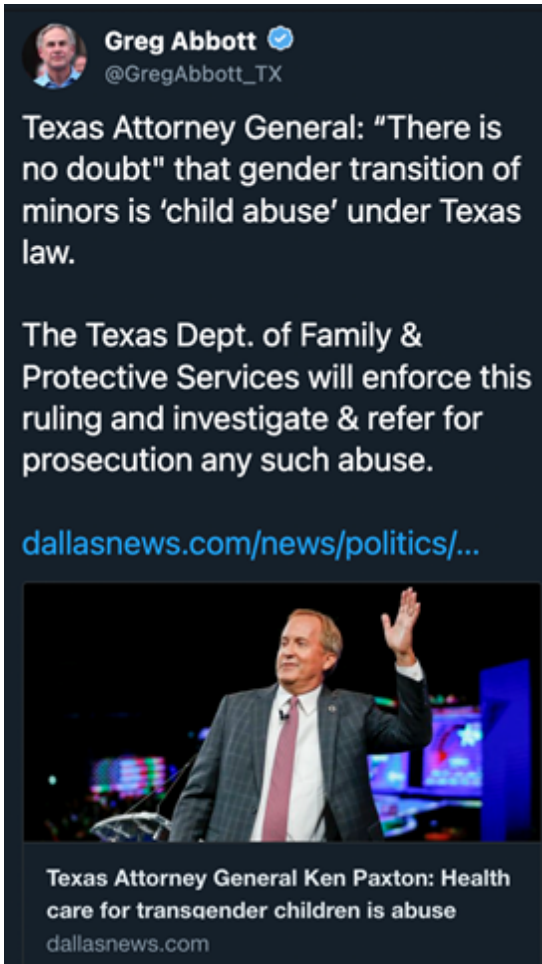 Greg Abbott
@GregAbbott_TX
Texas Attorney General: “There is
no doubt" that gender transition of
minors is ‘child abuse’ under Texas
law.
The Texas Dept. of Family &
Protective Services will enforce this
ruling and investigate & refer for
prosecution any such abuse.
dallasnews.com/news/politics/...
Texas Attorney General Ken Paxton: Health
care for transgender children is abuse
dallasnews.com